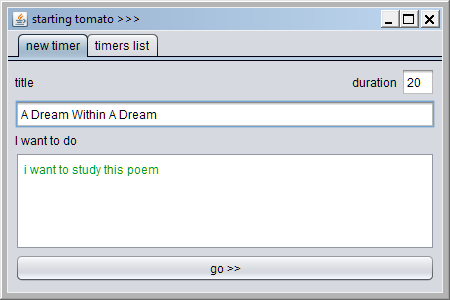 starting tomato >>>
new timer timers list
title duration 20
A Dream Within A Dream
I want to do
i want to study this poem
go >>